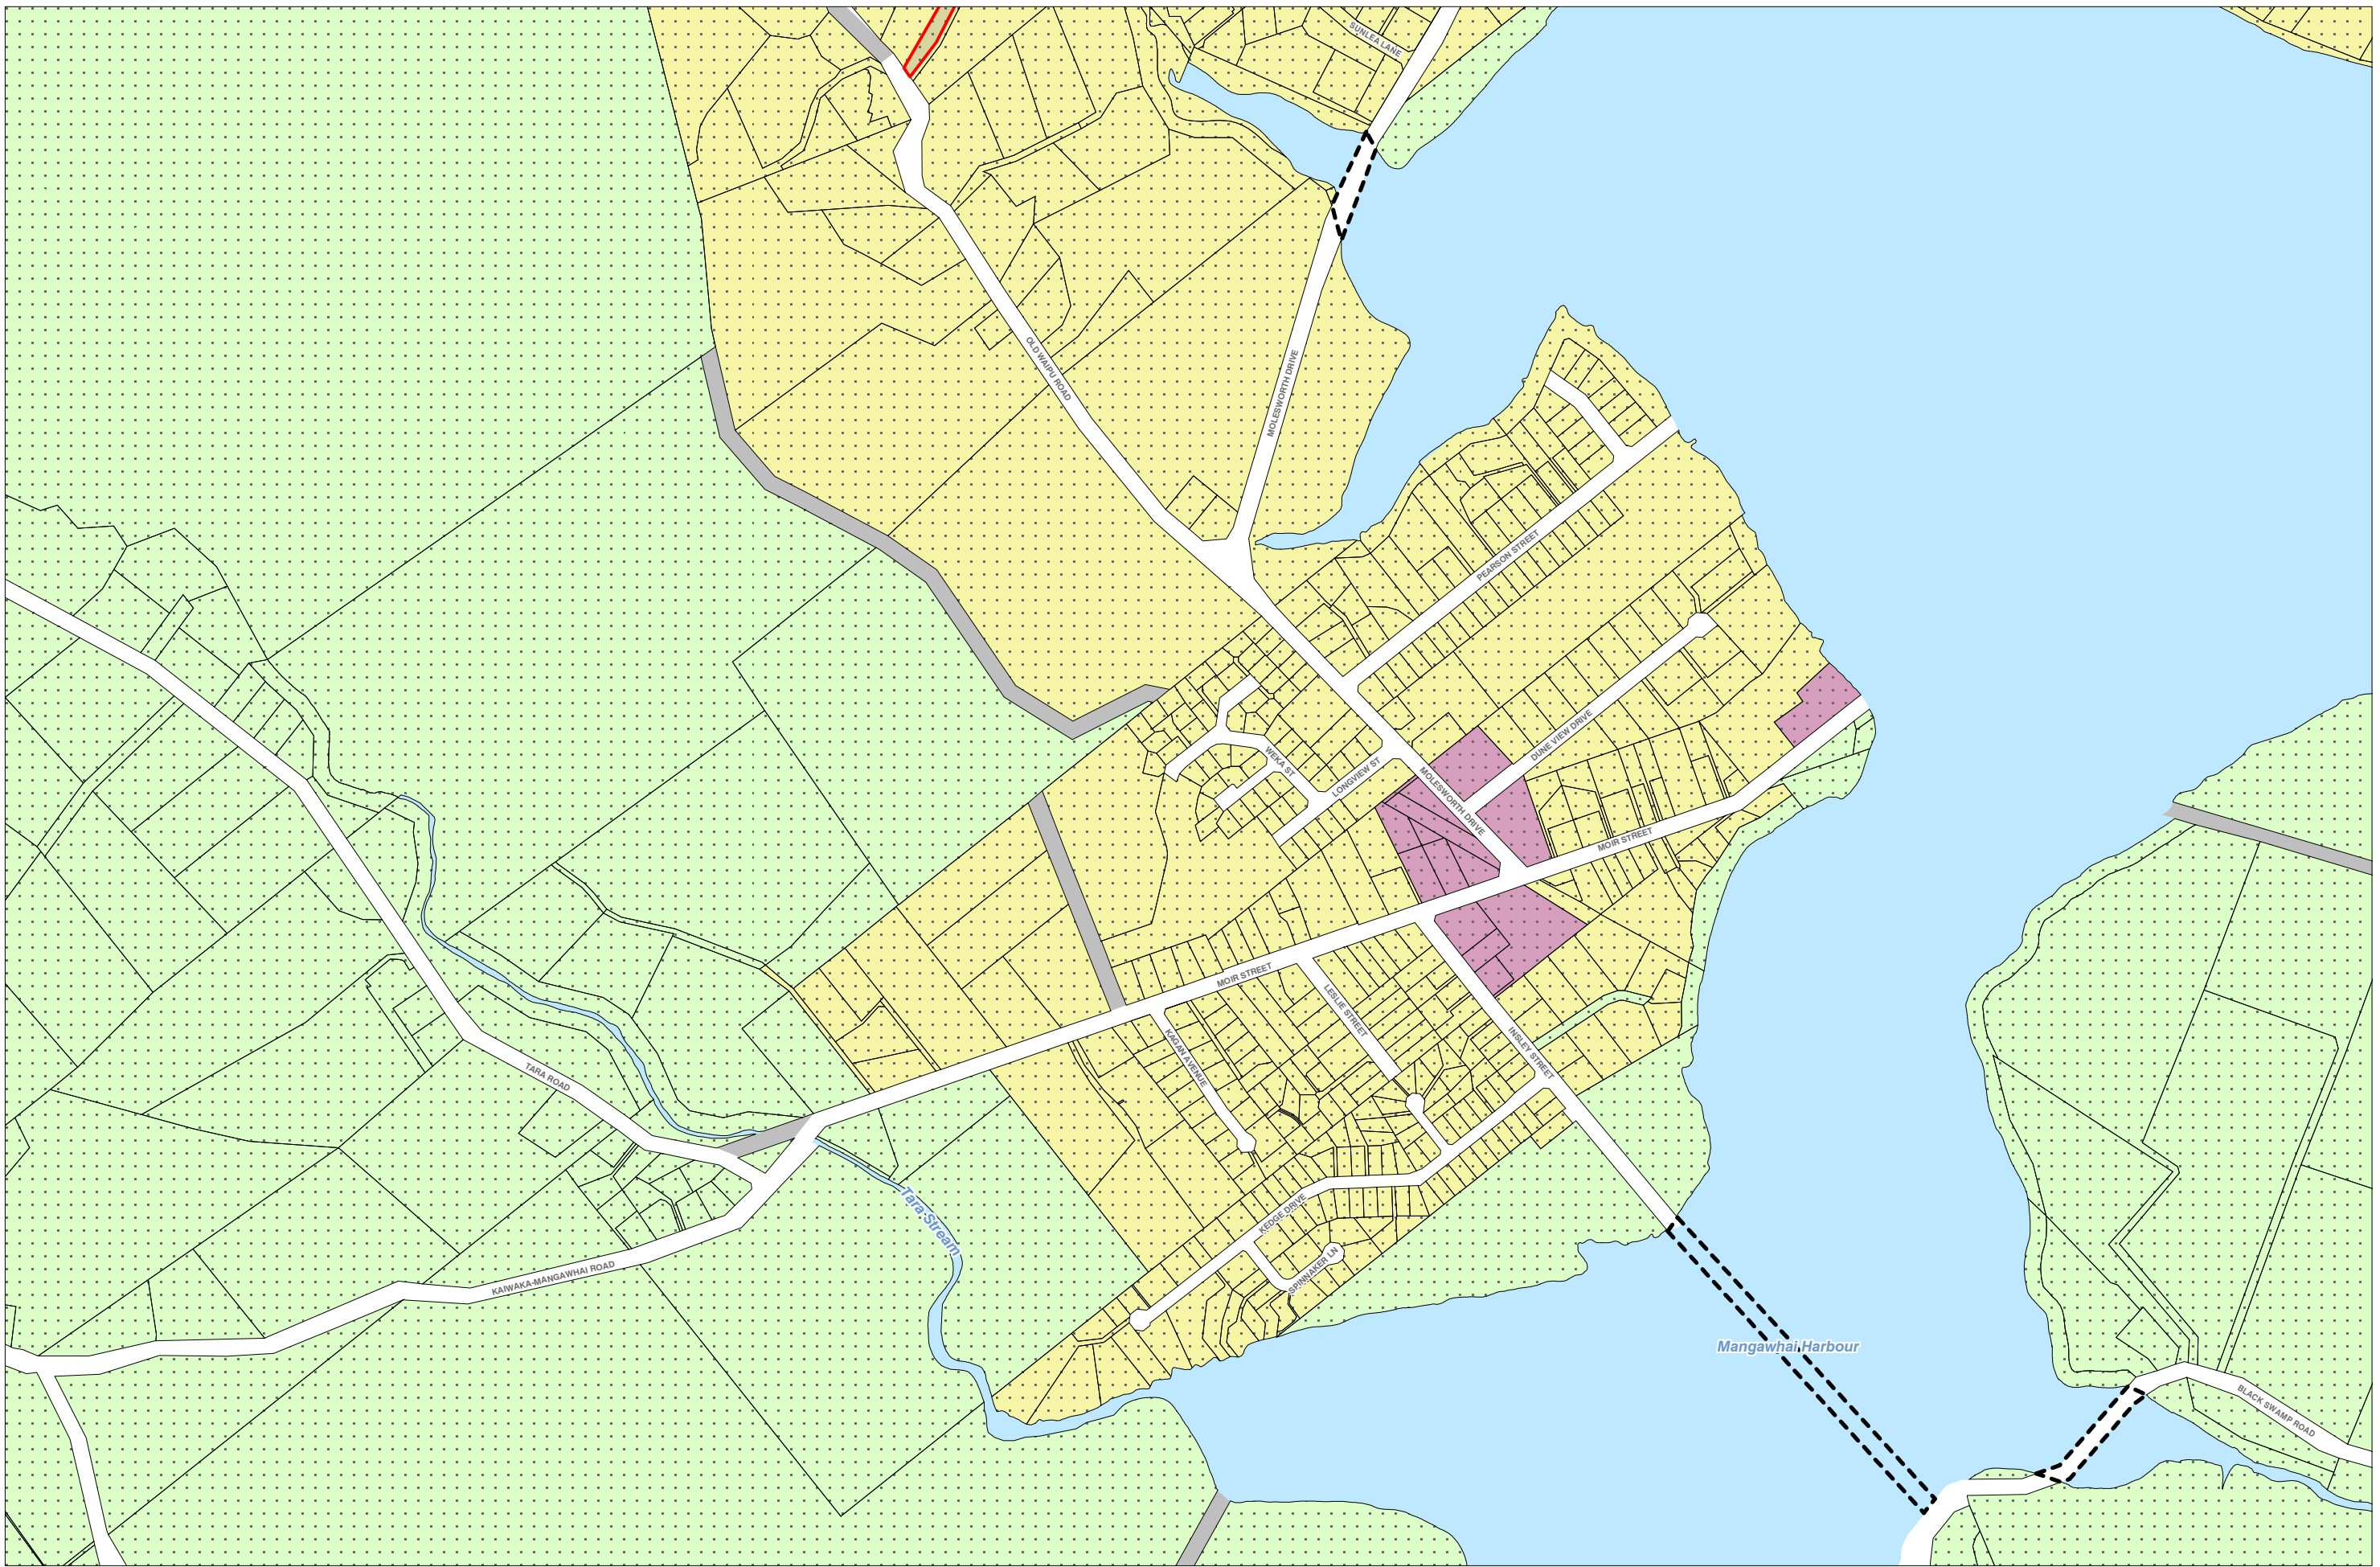 SUNLEA LANE
OLD WAIPU ROAD
MOLESWORTH DRIVE
PEARSON STREET
DUNE VIEW DRIVE
WEKA ST
LONGVIEW ST
MOLESWORTH DRIVE
MOIR STREET
MOIR STREET
LESLIE STREET
KAGAN AVENUE
INSLEY STREET
TARA ROAD
Tara Stream
KEDGE DRIVE
SPINNAKER LN
KAIWAKA-MANGAWHAI ROAD
Mangawhai Harbour
BLACK SWAMP ROAD